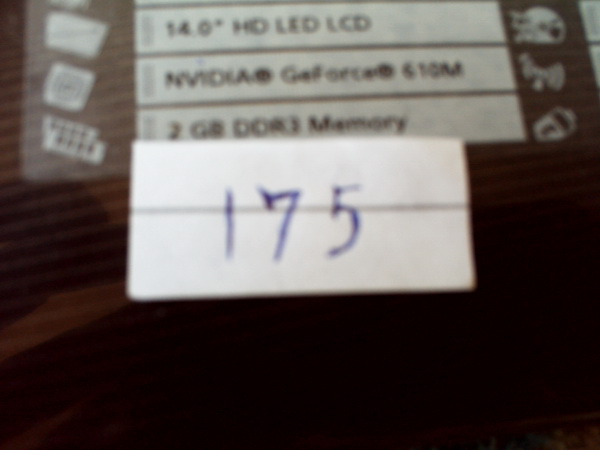 14.0" HD LED LCD
NVIDIA® GeForce® 610M
2 GB DDR3 Memory
175